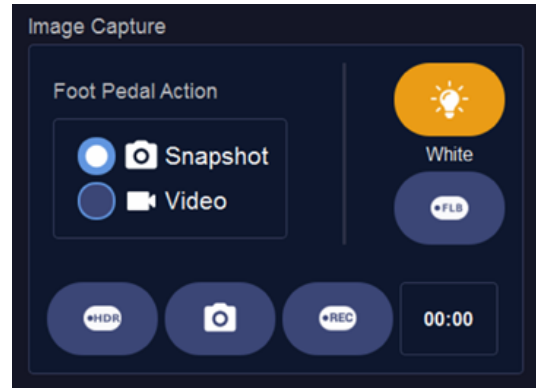 Image Capture
Foot Pedal Action
Snapshot
Video
White
FLB
HDR
REC
00:00